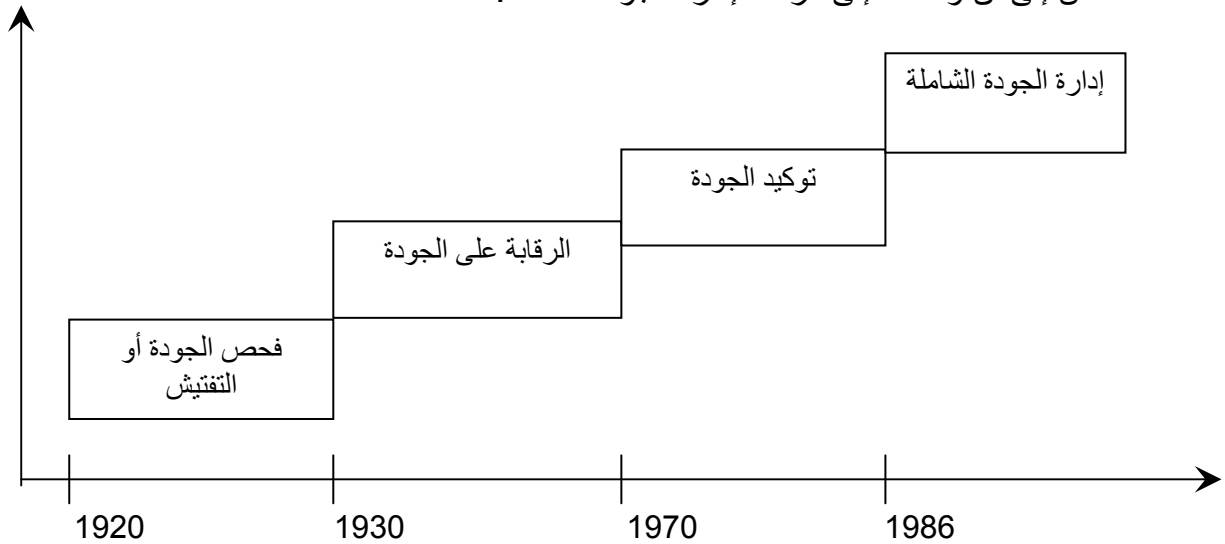 إدارة الجودة الشاملة
توكيد الجودة
الرقابة على الجودة
فحص الجودة أو
التفتيش
1920
1930
1970
1986